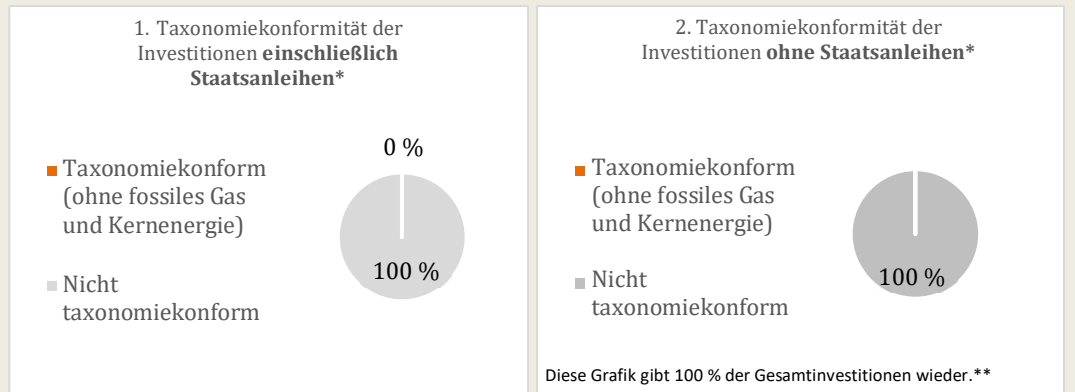 1. Taxonomiekonformität der
Investitionen einschließlich
Staatsanleihen*
0 %
Taxonomiekonform
(ohne fossiles Gas
und Kernenergie)
100 %
Nicht
taxonomiekonform
2. Taxonomiekonformität der
Investitionen ohne Staatsanleihen*
Taxonomiekonform
(ohne fossiles Gas
und Kernenergie)
100 %
Nicht
taxonomiekonform
Diese Grafik gibt 100 % der Gesamtinvestitionen wieder.**